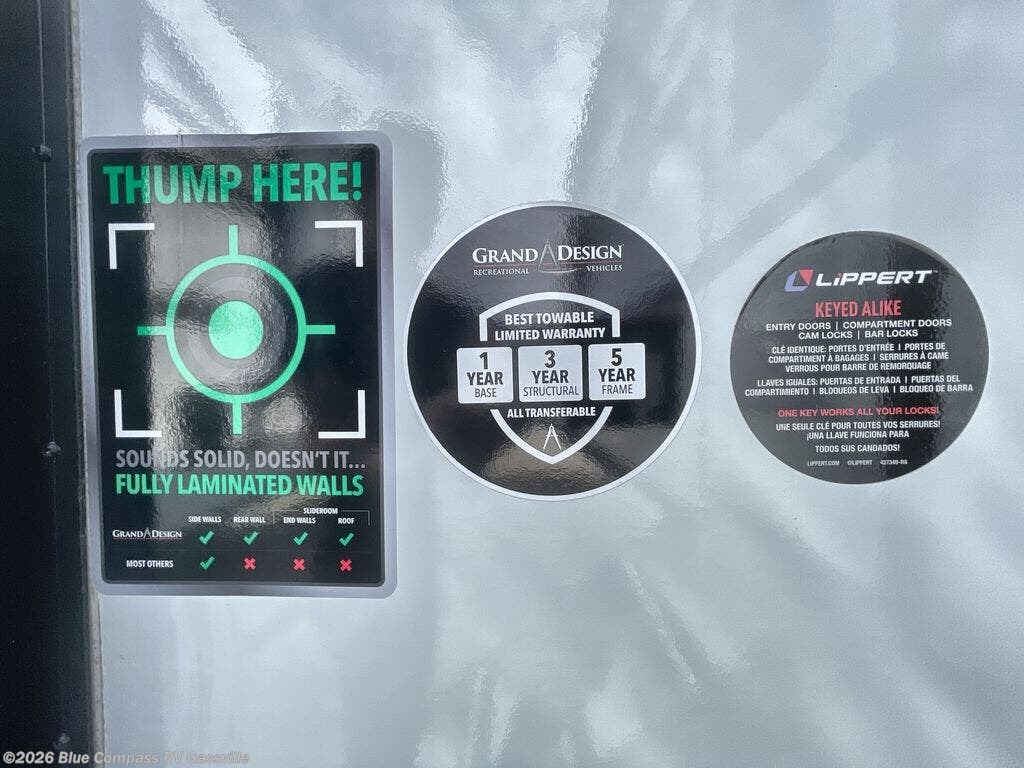 THUMP HERE!
SOUNDS SOLID, DOESN'T IT...
FULLY LAMINATED WALLS
SLIDEROOM
SIDE WALLS REAR WALL END WALLS ROOF
GRAND DESIGN
MOST OTHERS
GRAND DESIGN
RECREATIONAL VEHICLES
BEST TOWABLE
LIMITED WARRANTY
1 YEAR BASE
3 YEAR STRUCTURAL
5 YEAR FRAME
ALL TRANSFERABLE
LiPPERT
KEYED ALIKE
ENTRY DOORS | COMPARTMENT DOORS
CAM LOCKS | BAR LOCKS
CLÉ IDENTIQUE: PORTES D'ENTRÉE | PORTES DE
COMPARTIMENT À BAGAGES | SERRURES À CAME
VERROUS POUR BARRE DE REMORQUAGE
LLAVES IGUALES: PUERTAS DE ENTRADA | PUERTAS DEL
COMPARTIMENTO | BLOQUEOS DE LEVA | BLOQUEO DE BARRA
ONE KEY WORKS ALL YOUR LOCKS!
UNE SEULE CLÉ POUR TOUTES VOS SERRURES!
¡UNA LLAVE FUNCIONA PARA
TODOS SUS CANDADOS!
LIPPERT.COM ©LIPPERT 427340-RA
©2026 Blue Compass RV Gassville